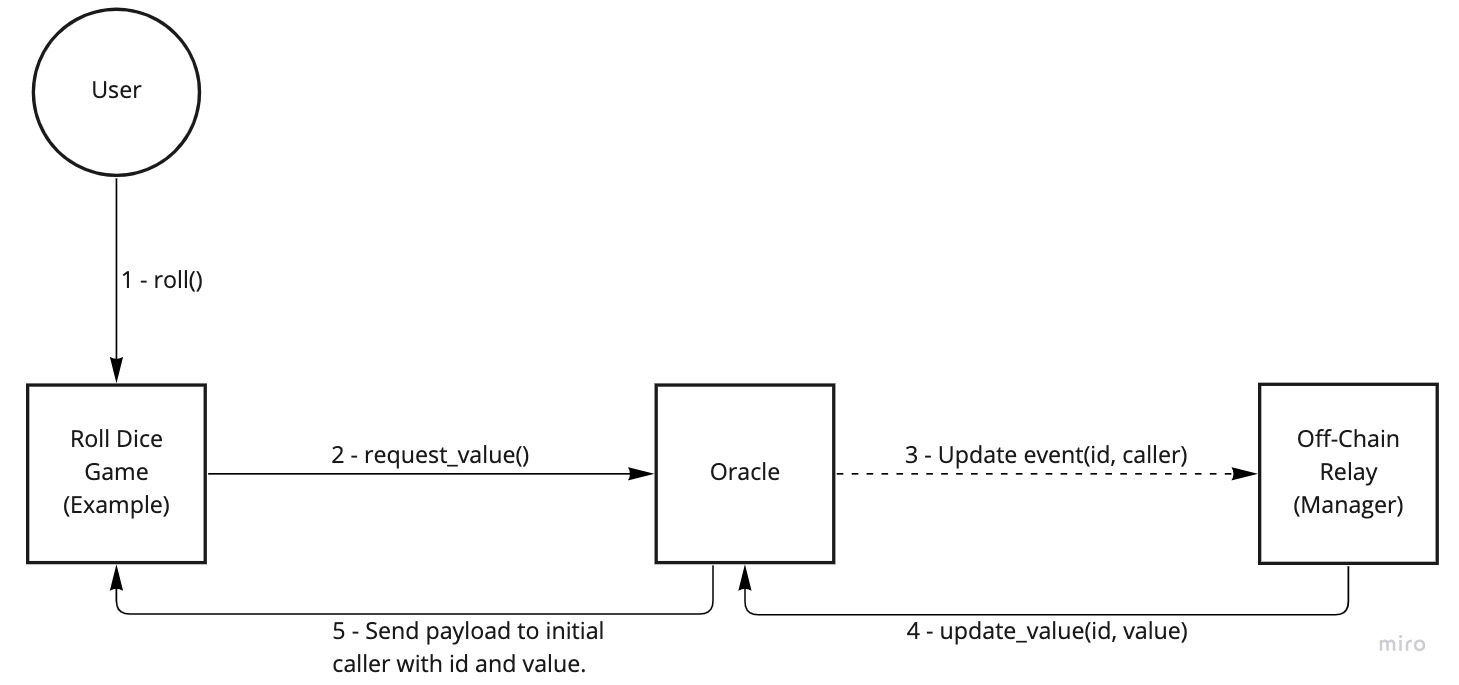 User
1 - roll()
Roll Dice
Game
(Example)
2 - request_value()
Oracle
3 - Update event(id, caller)
Off-Chain
Relay
(Manager)
5 - Send payload to initial
caller with id and value.
4 - update_value(id, value)
miro